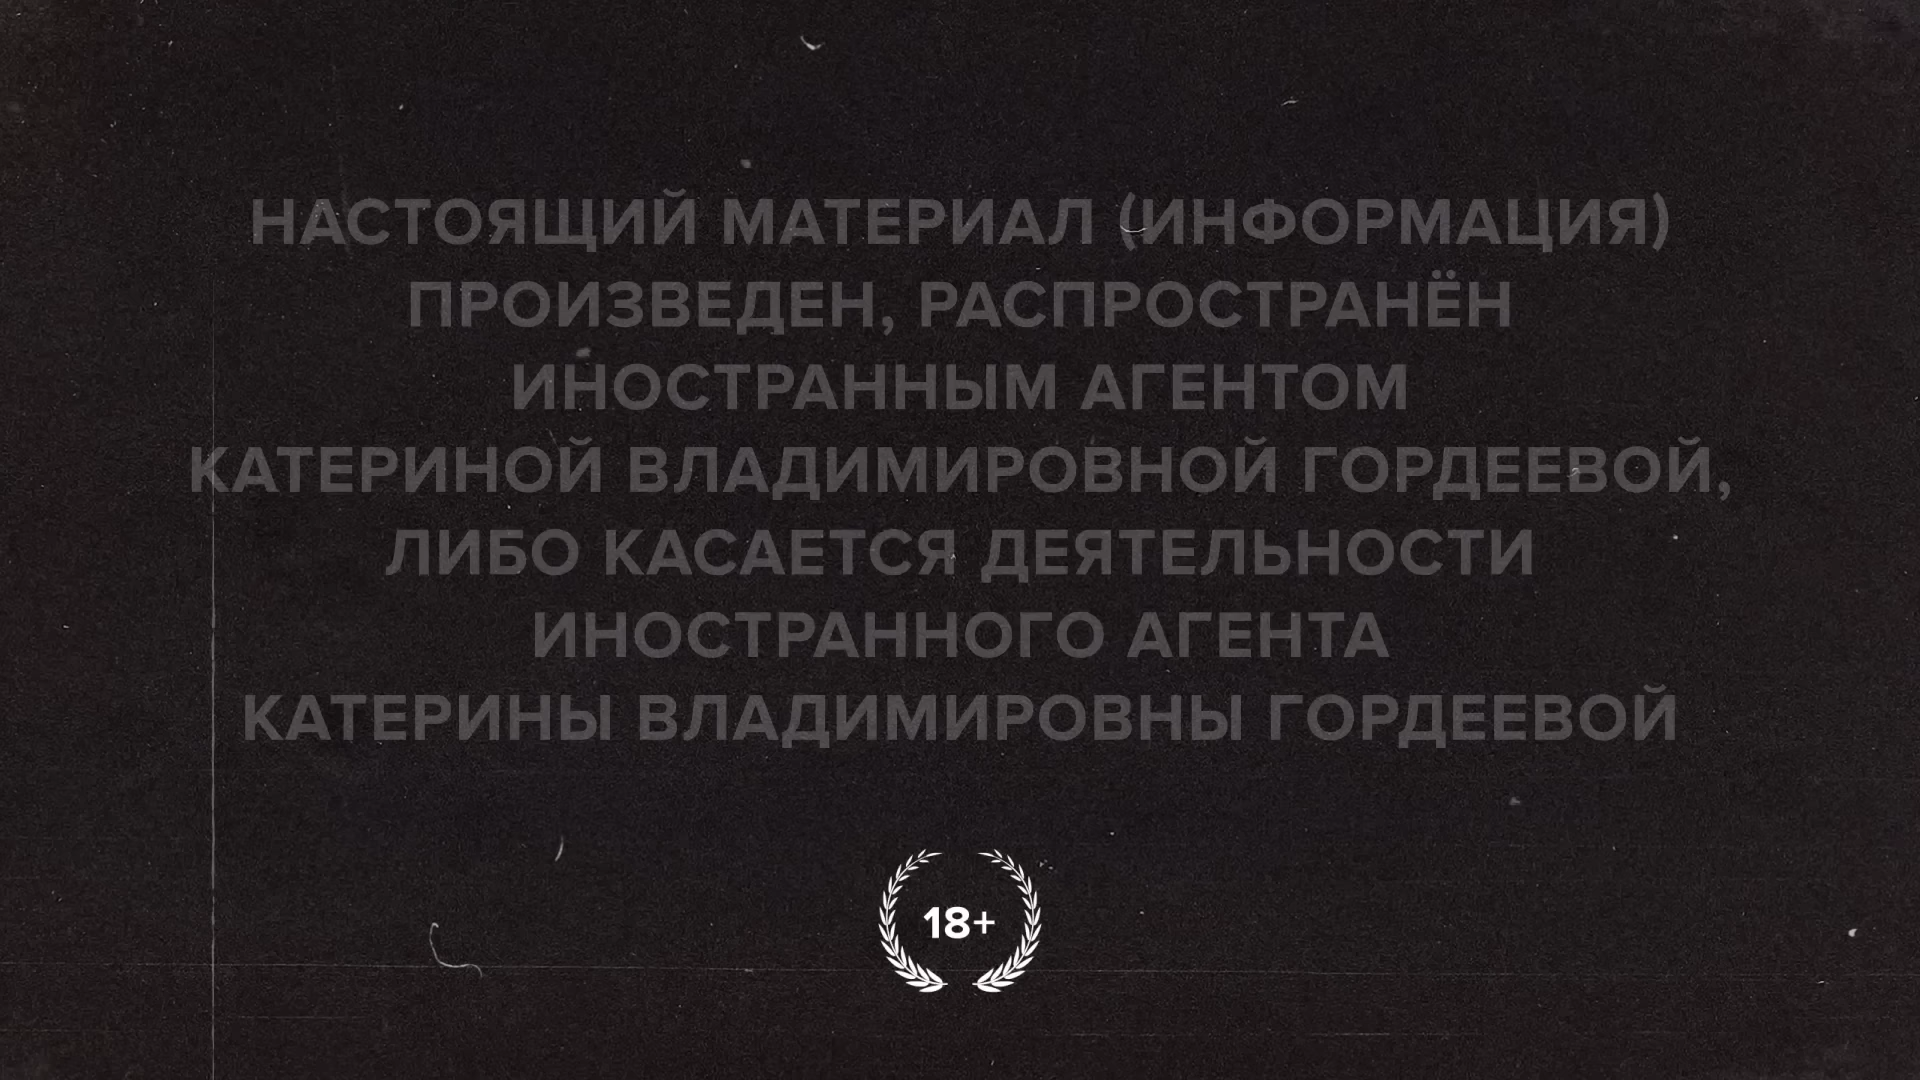 НАСТОЯЩИЙ МАТЕРИАЛ (ИНФОРМАЦИЯ)
ПРОИЗВЕДЕН, РАСПРОСТРАНЁН
ИНОСТРАННЫМ АГЕНТОМ
КАТЕРИНОЙ ВЛАДИМИРОВНОЙ ГОРДЕЕВОЙ,
ЛИБО КАСАЕТСЯ ДЕЯТЕЛЬНОСТИ
ИНОСТРАННОГО АГЕНТА
КАТЕРИНЫ ВЛАДИМИРОВНЫ ГОРДЕЕВОЙ
18+